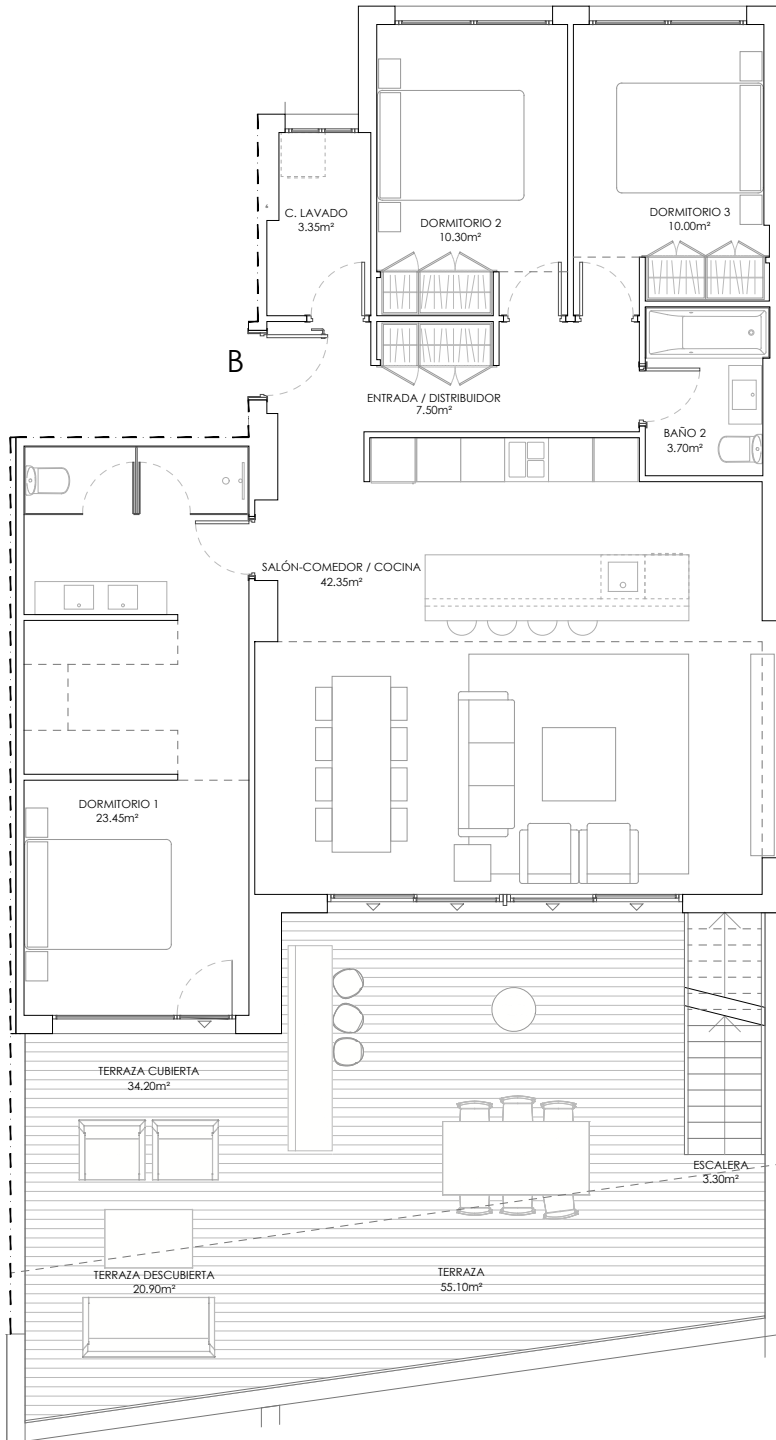 C. LAVADO
3.35m²
DORMITORIO 2
10.30m²
DORMITORIO 3
10.00m²
B
ENTRADA / DISTRIBUIDOR
7.50m²
BAÑO 2
3.70m²
SALÓN-COMEDOR / COCINA
42.35m²
DORMITORIO 1
23.45m²
TERRAZA CUBIERTA
34.20m²
ESCALERA
3.30m²
TERRAZA DESCUBIERTA
20.90m²
TERRAZA
55.10m²